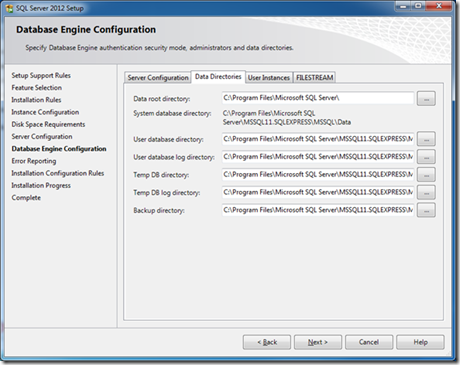 SQL Server 2012 Setup
Database Engine Configuration
Specify Database Engine authentication security mode, administrators and data directories.
Setup Support Rules
Feature Selection
Installation Rules
Instance Configuration
Disk Space Requirements
Server Configuration
Database Engine Configuration
Error Reporting
Installation Configuration Rules
Installation Progress
Complete
Server Configuration Data Directories User Instances FILESTREAM
Data root directory: C:\Program Files\Microsoft SQL Server\ ...
System database directory: C:\Program Files\Microsoft SQL
Server\MSSQL11.SQLEXPRESS\MSSQL\Data
User database directory: C:\Program Files\Microsoft SQL Server\MSSQL11.SQLEXPRESS\M ...
User database log directory: C:\Program Files\Microsoft SQL Server\MSSQL11.SQLEXPRESS\M ...
Temp DB directory: C:\Program Files\Microsoft SQL Server\MSSQL11.SQLEXPRESS\M ...
Temp DB log directory: C:\Program Files\Microsoft SQL Server\MSSQL11.SQLEXPRESS\M ...
Backup directory: C:\Program Files\Microsoft SQL Server\MSSQL11.SQLEXPRESS\M ...
< Back Next > Cancel Help